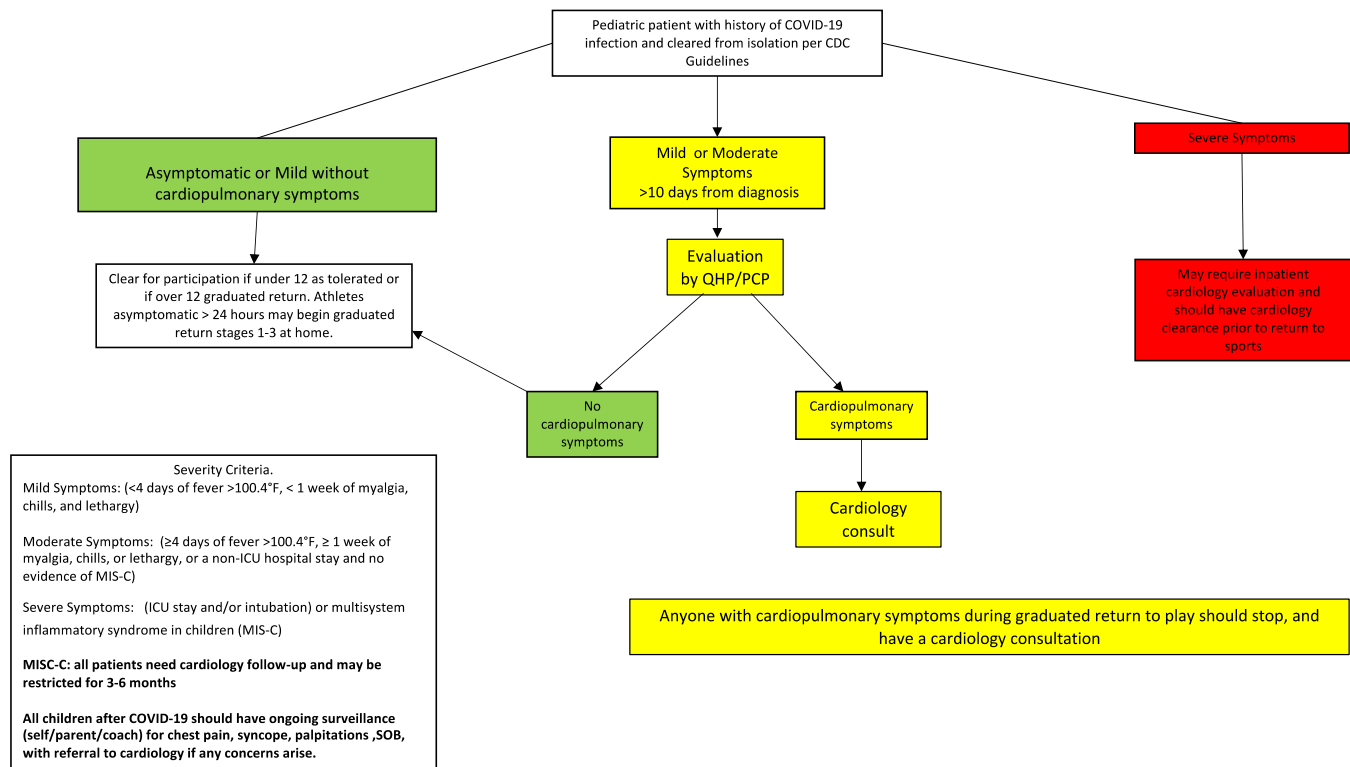 Pediatric patient with history of COVID-19
infection and cleared from isolation per CDC
Guidelines
Asymptomatic or Mild without
cardiopulmonary symptoms
Mild  or Moderate
Symptoms
>10 days from diagnosis
Severe Symptoms
Evaluation
by QHP/PCP
Clear for participation if under 12 as tolerated or
if over 12 graduated return. Athletes
asymptomatic > 24 hours may begin graduated
return stages 1-3 at home.
May require inpatient
cardiology evaluation and
should have cardiology
clearance prior to return to
sports
No
cardiopulmonary
symptoms
Cardiopulmonary
symptoms
Cardiology
consult
Severity Criteria.
Mild Symptoms: (<4 days of fever >100.4°F, < 1 week of myalgia,
chills, and lethargy)
Moderate Symptoms:  (≥4 days of fever >100.4°F, ≥ 1 week of
myalgia, chills, or lethargy, or a non-ICU hospital stay and no
evidence of MIS-C)
Severe Symptoms:   (ICU stay and/or intubation) or multisystem
inflammatory syndrome in children (MIS-C)
MISC-C: all patients need cardiology follow-up and may be
restricted for 3-6 months
All children after COVID-19 should have ongoing surveillance
(self/parent/coach) for chest pain, syncope, palpitations ,SOB,
with referral to cardiology if any concerns arise.
Anyone with cardiopulmonary symptoms during graduated return to play should stop, and
have a cardiology consultation